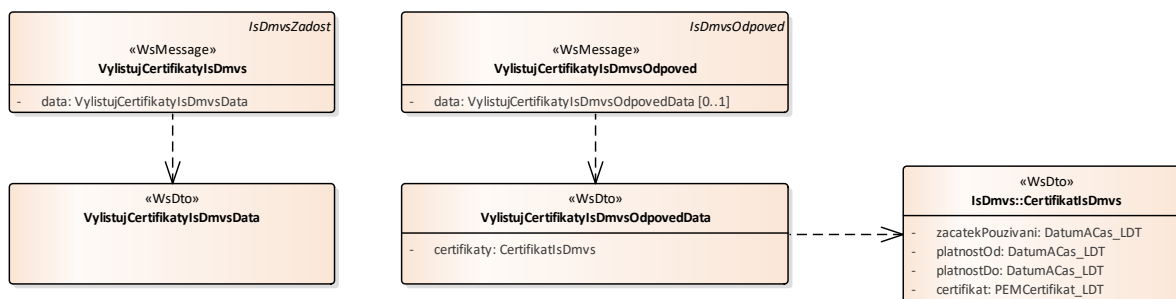 IsDmvsZadost
«WsMessage»
VylistujCertifikatyIsDmvs
- data: VylistujCertifikatyIsDmvsData
IsDmvsOdpoved
«WsMessage»
VylistujCertifikatyIsDmvsOdpoved
- data: VylistujCertifikatyIsDmvsOdpovedData [0..1]
«WsDto»
VylistujCertifikatyIsDmvsData
«WsDto»
VylistujCertifikatyIsDmvsOdpovedData
- certifikaty: CertifikatIsDmvs
«WsDto»
IsDmvs::CertifikatIsDmvs
- zacatekPouzivani: DatumACas_LDT
- platnostOd: DatumACas_LDT
- platnostDo: DatumACas_LDT
- certifikat: PEMCertifikat_LDT